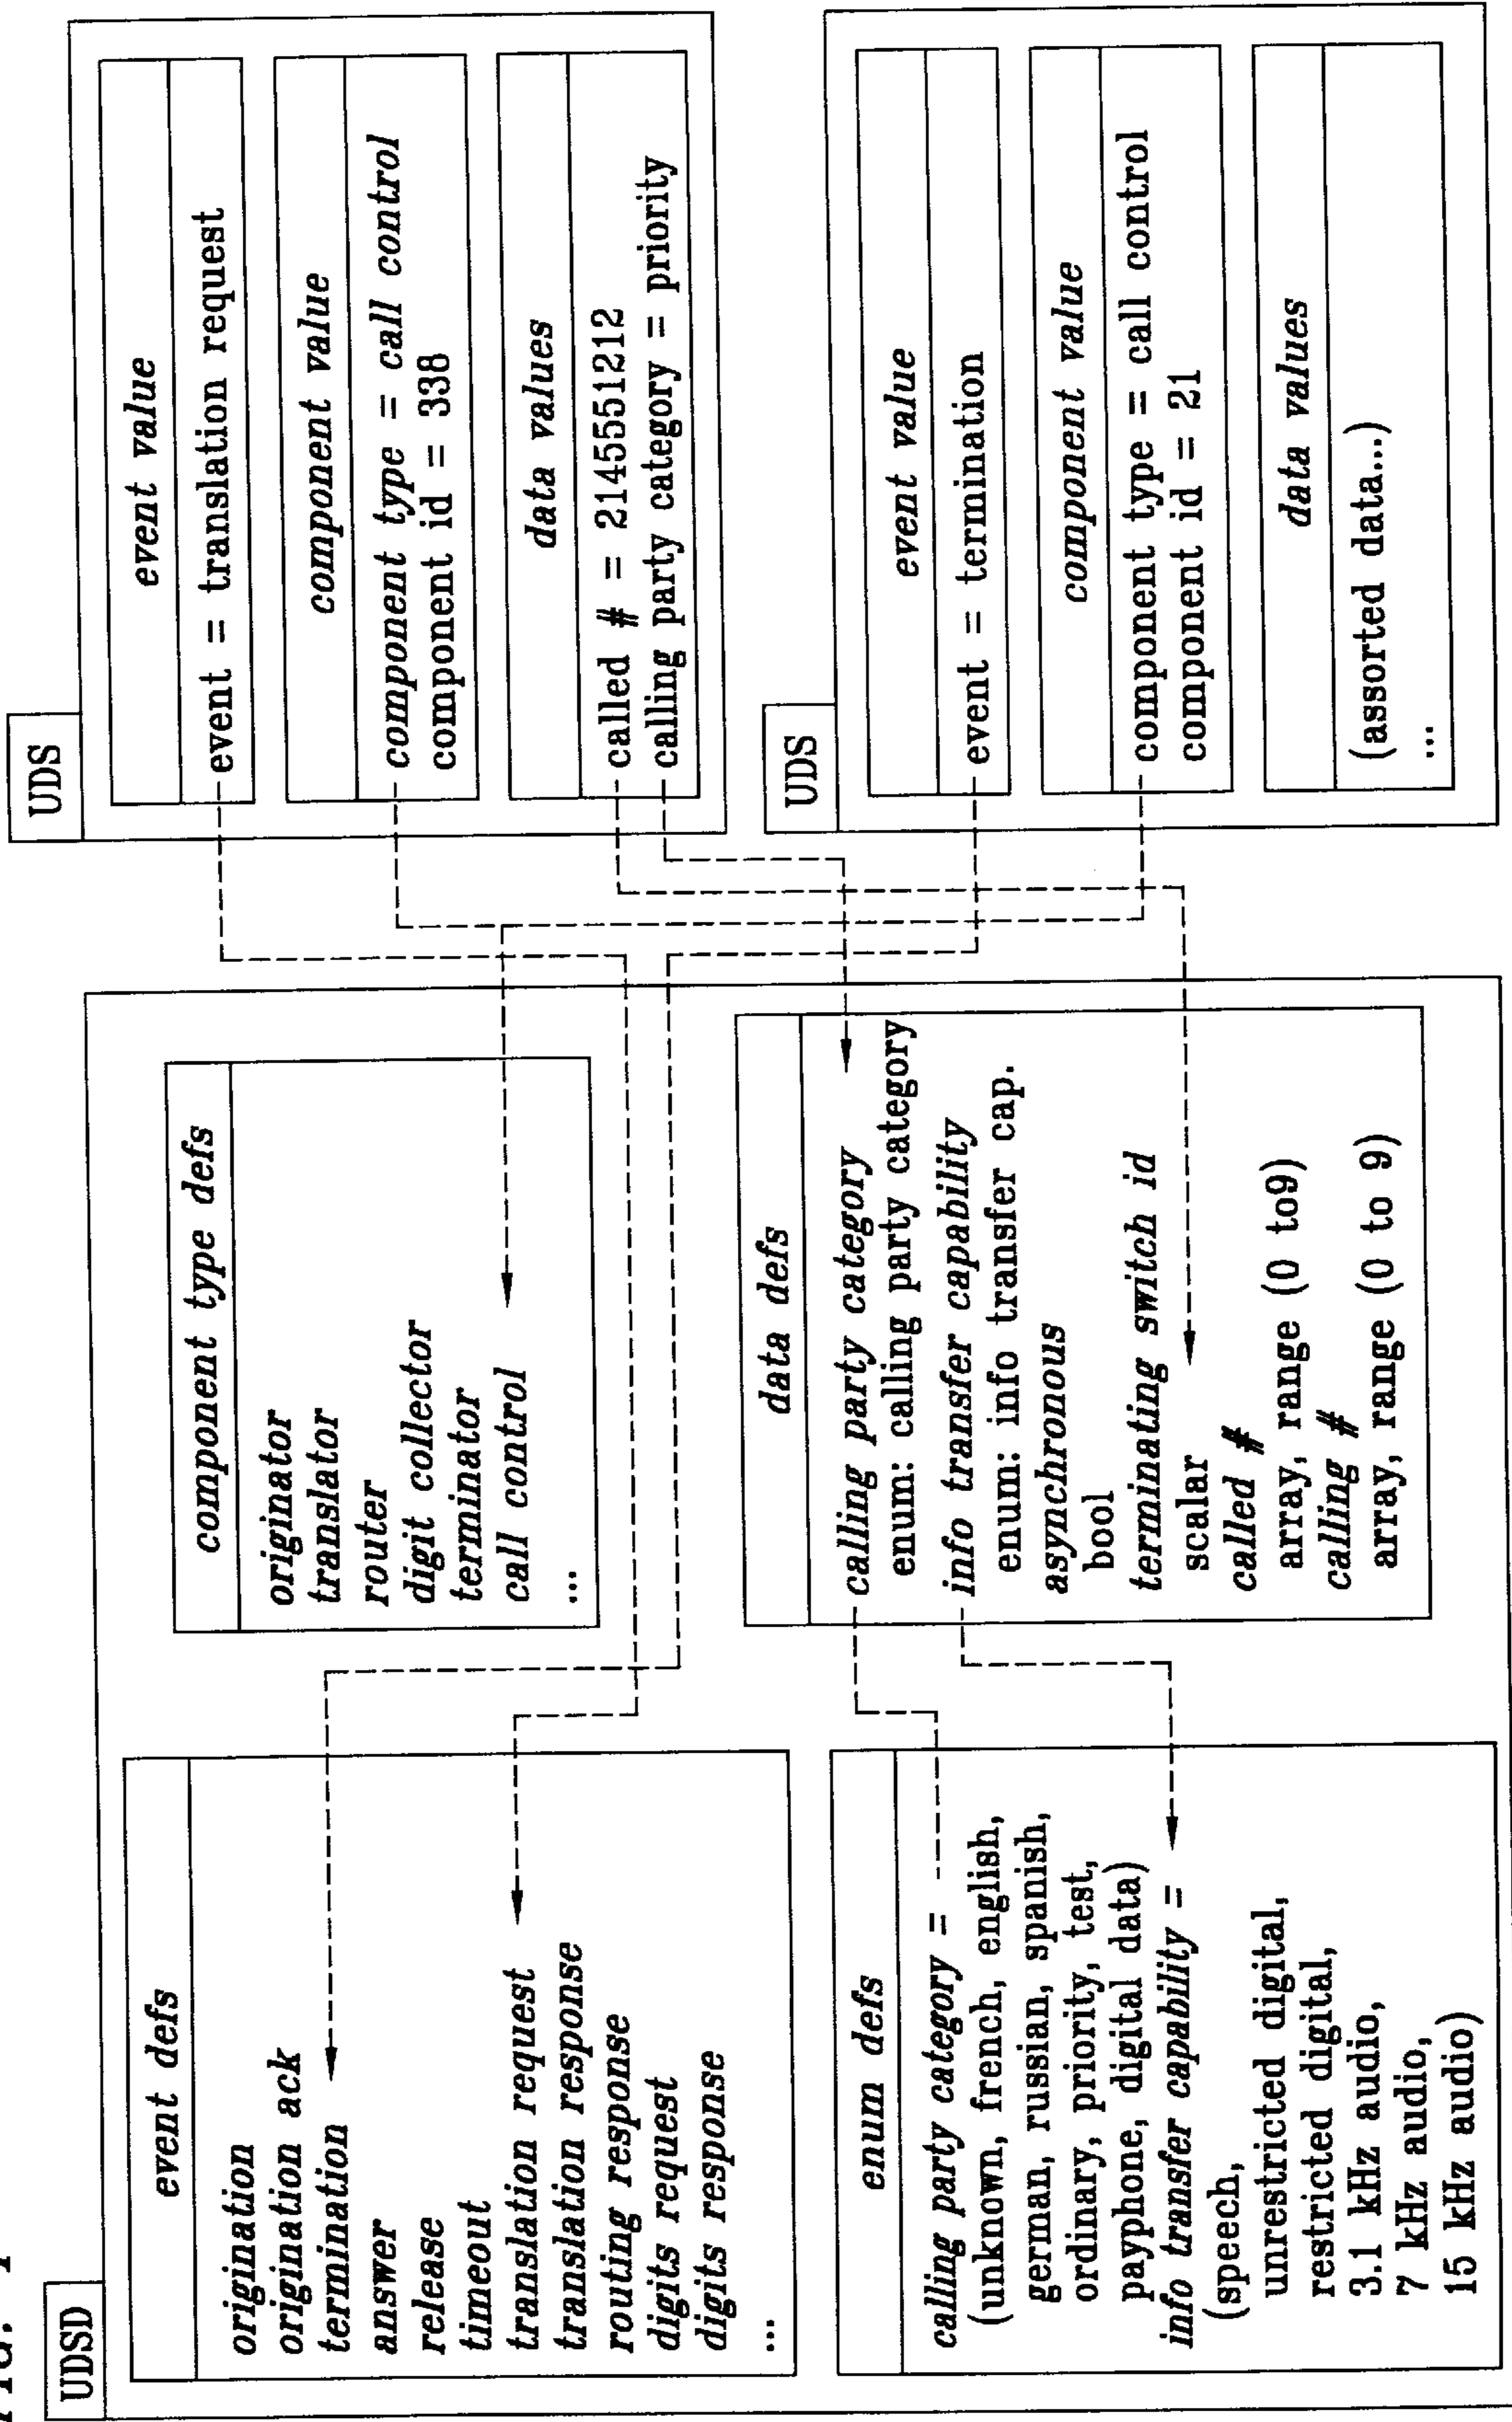 UDSD
event defs
origination
origination ack
termination
answer
release
timeout
translation request
translation response
routing response
digits request
digits response
...
component type defs
originator
translator
router
digit collector
terminator
call control
...
enum defs
calling party category =
(unknown, french, english,
german, russian, spanish,
ordinary, priority, test,
payphone, digital data)
info transfer capability =
(speech,
unrestricted digital,
restricted digital,
3.1 kHz audio,
7 kHz audio,
15 kHz audio)
data defs
calling party category
enum: calling party category
info transfer capability
enum: info transfer cap.
asynchronous
bool
terminating switch id
scalar
called #
array, range (0 to9)
calling #
array, range (0 to 9)
UDS
event value
event = translation request
component value
component type = call control
component id = 338
data values
called # = 2145551212
calling party category = priority
UDS
event value
event = termination
component value
component type = call control
component id = 21
data values
(assorted data...)
...